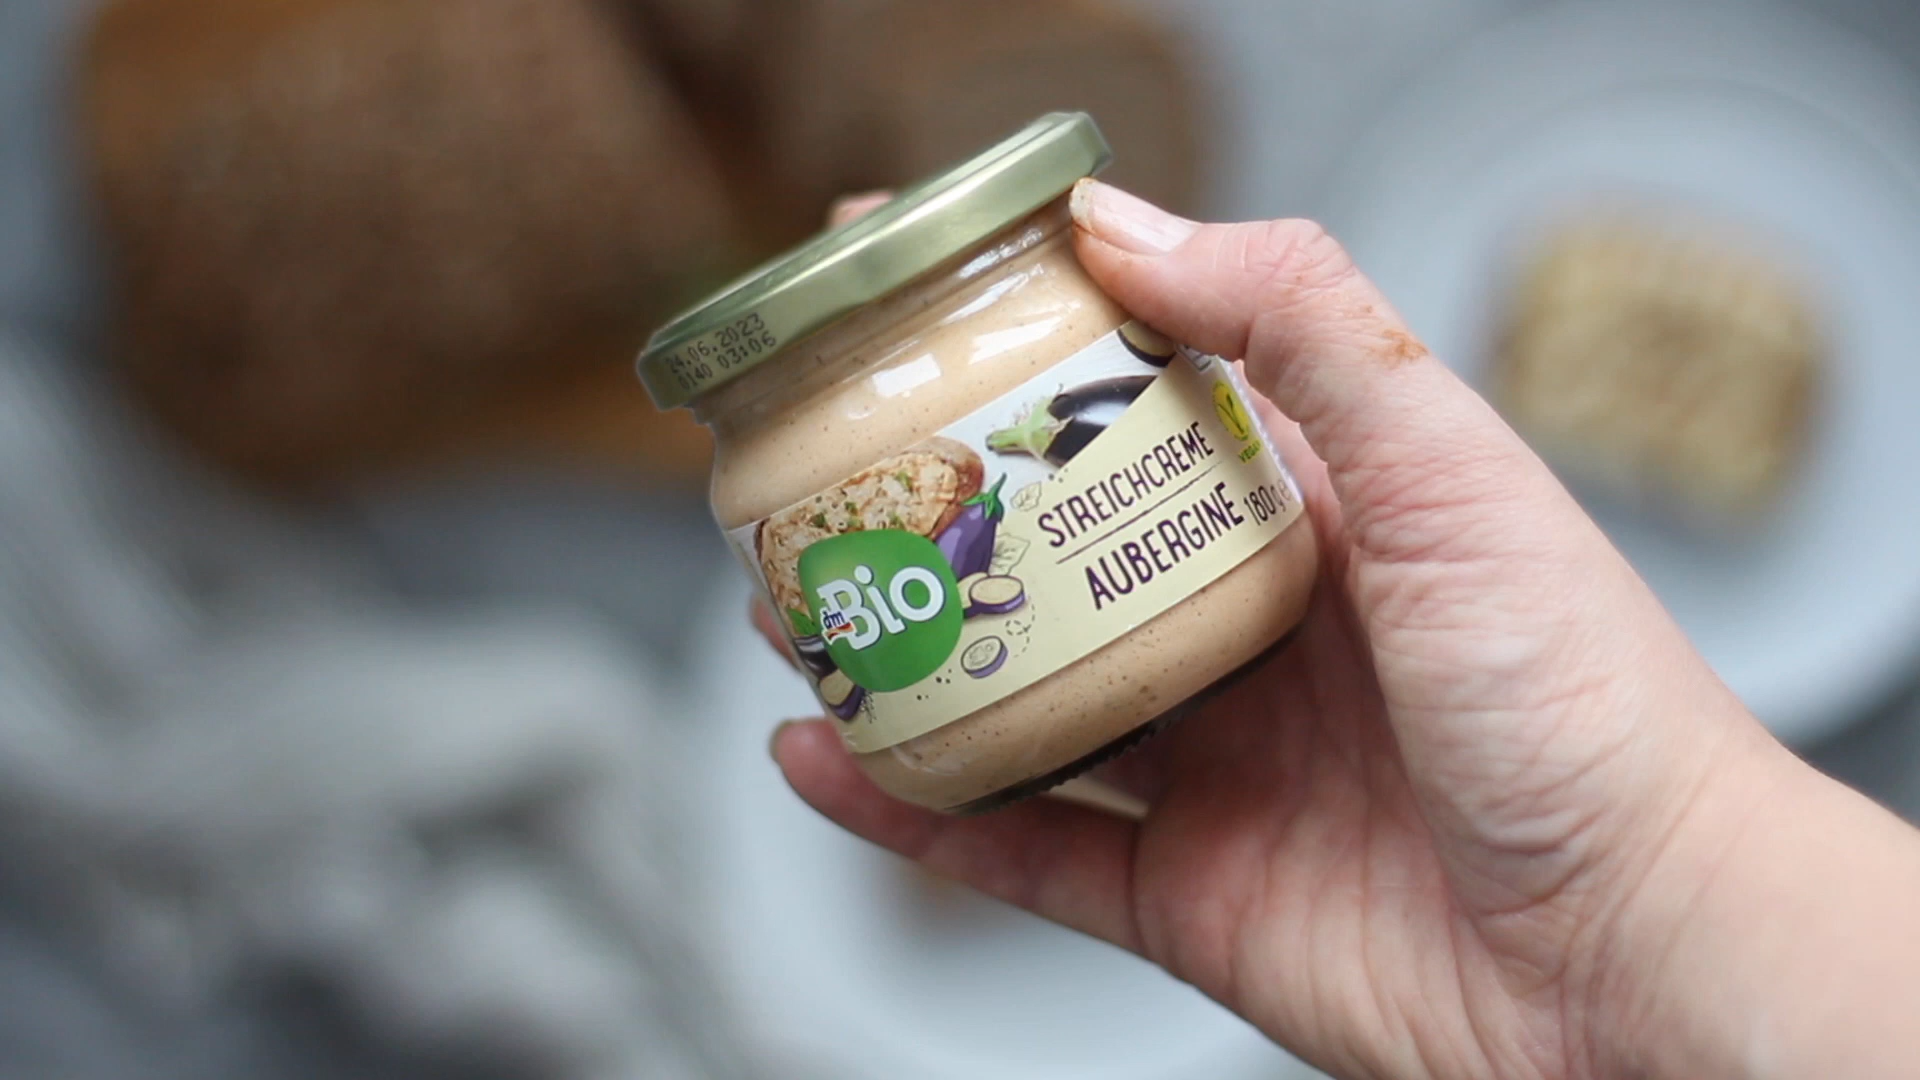 24.06.2023
0140 03:06
STREICHCREME
AUBERGINE 180g e
VEGAN
dm
Bio